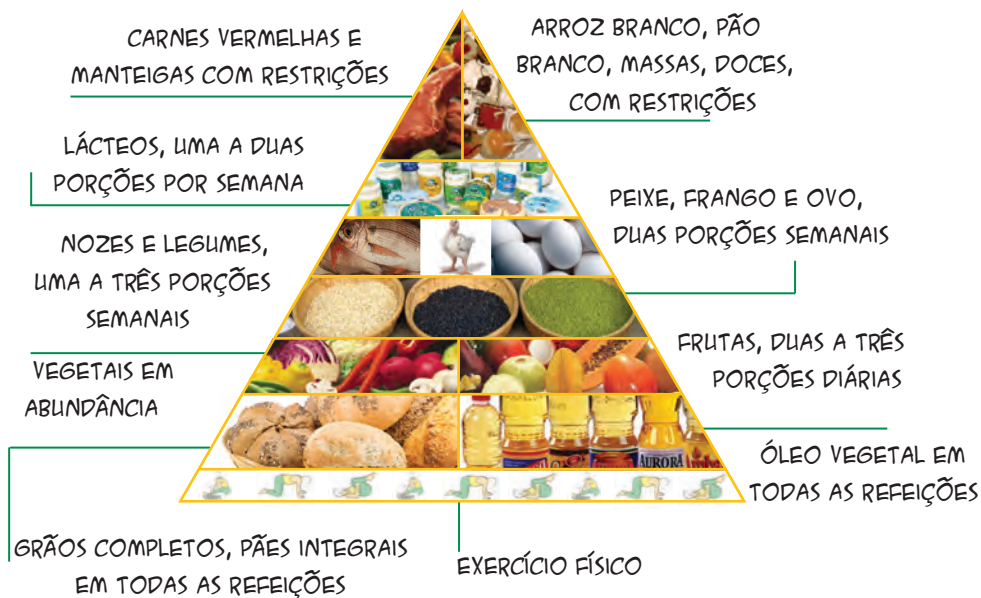 CARNES VERMELHAS E
MANTEIGAS COM RESTRIÇÕES
ARROZ BRANCO, PÃO
BRANCO, MASSAS, DOCES,
COM RESTRIÇÕES
LÁCTEOS, UMA A DUAS
PORÇÕES POR SEMANA
PEIXE, FRANGO E OVO,
DUAS PORÇÕES SEMANAIS
NOZES E LEGUMES,
UMA A TRÊS PORÇÕES
SEMANAIS
FRUTAS, DUAS A TRÊS
PORÇÕES DIÁRIAS
VEGETAIS EM
ABUNDÂNCIA
ÓLEO VEGETAL EM
TODAS AS REFEIÇÕES
AURORA
GRÃOS COMPLETOS, PÃES INTEGRAIS
EM TODAS AS REFEIÇÕES
EXERCÍCIO FÍSICO